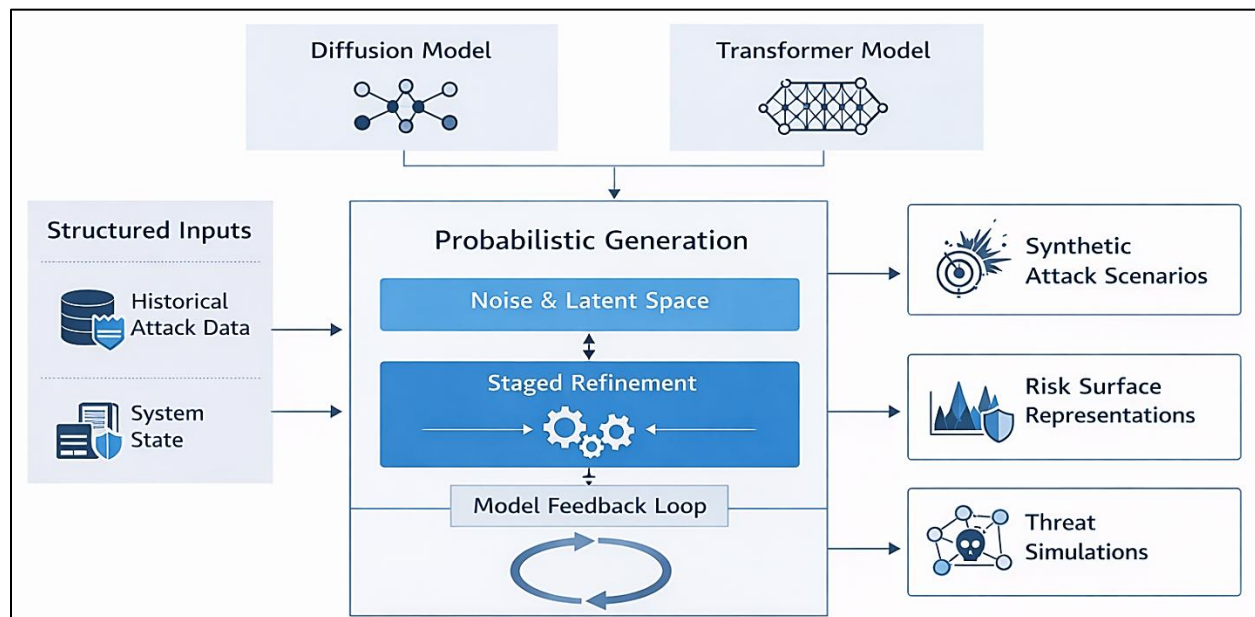 Diffusion Model
Transformer Model
Structured Inputs
Historical
Attack Data
System
State
Probabilistic Generation
Noise & Latent Space
Staged Refinement
Model Feedback Loop
Synthetic
Attack Scenarios
Risk Surface
Representations
Threat
Simulations